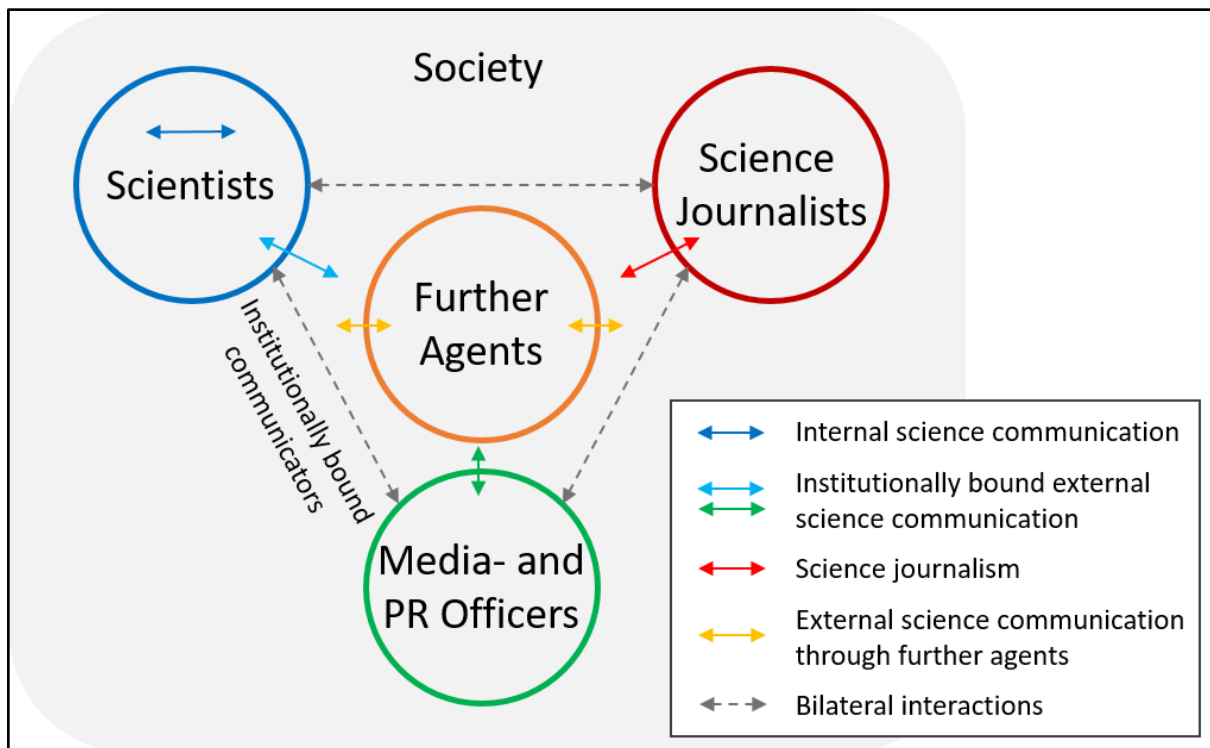 Society
Scientists
Science
Journalists
Further
Agents
Institutionally bound
communicators
Media- and
PR Officers
Internal science communication
Institutionally bound external
science communication
Science journalism
External science communication
through further agents
Bilateral interactions